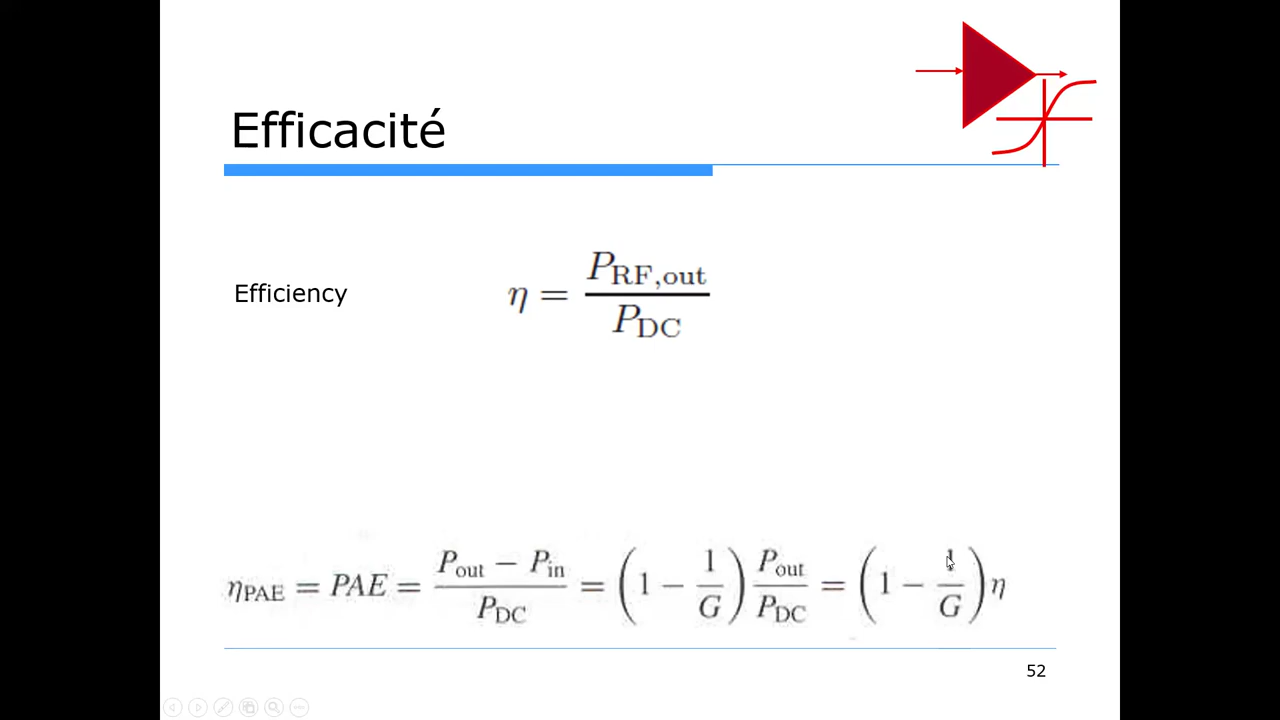 Efficacité
Efficiency
η = P_RF,out / P_DC
η_PAE = PAE = (P_out − P_in) / P_DC = (1 − 1/G) P_out / P_DC = (1 − 1/G) η
52